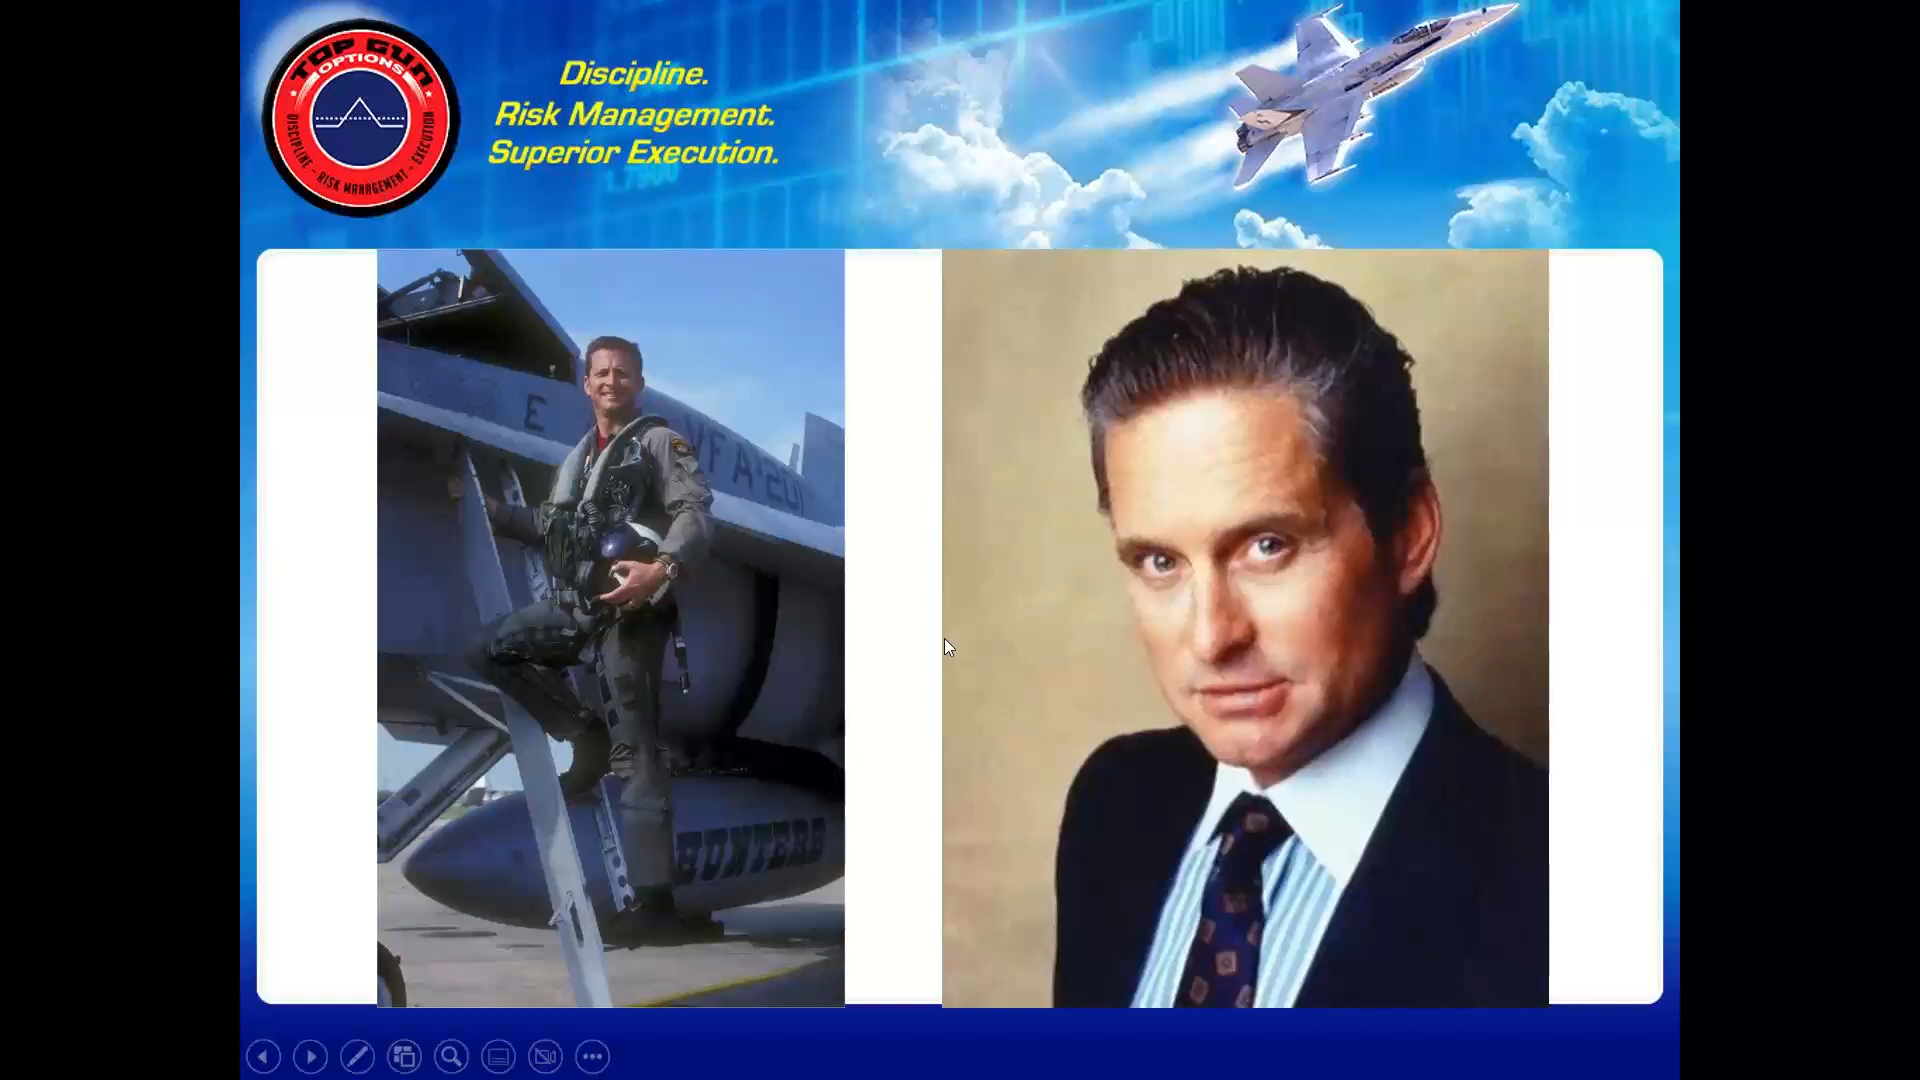 TOP GUN
OPTIONS
DISCIPLINE - RISK MANAGEMENT - EXECUTION
Discipline.
Risk Management.
Superior Execution.
E
VFA-201
HUNTERS